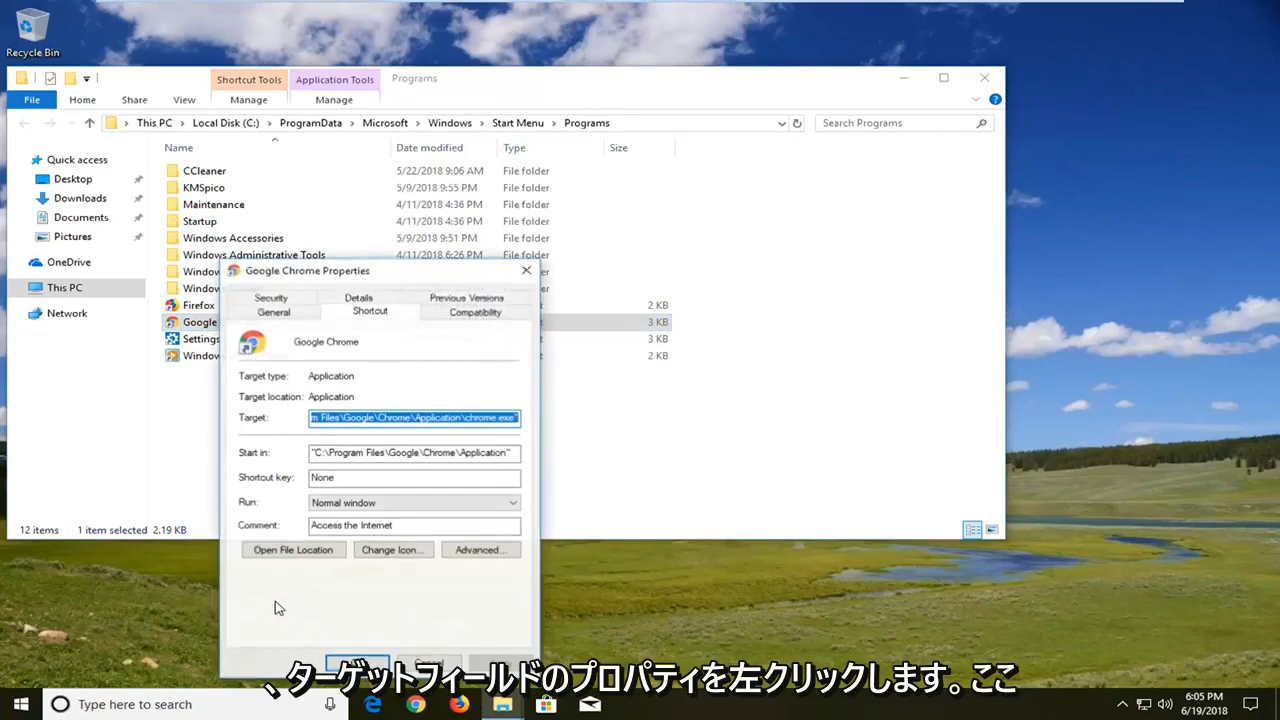 Recycle Bin
Shortcut Tools
Application Tools
Programs
File
Home
Share
View
Manage
Manage
This PC
Local Disk (C:)
ProgramData
Microsoft
Windows
Start Menu
Programs
Search Programs
Name
Date modified
Type
Size
Quick access
Desktop
Downloads
Documents
Pictures
OneDrive
This PC
Network
CCleaner 5/22/2018 9:06 AM File folder
KMSpico 5/9/2018 9:55 PM File folder
Maintenance 4/11/2018 4:36 PM File folder
Startup 4/11/2018 4:36 PM File folder
Windows Accessories 5/9/2018 9:51 PM File folder
Windows Administrative Tools 4/11/2018 6:26 PM File folder
Firefox 2 KB
Google 3 KB
Settings 3 KB
2 KB
Google Chrome Properties
Security
Details
Previous Versions
General
Shortcut
Compatibility
Google Chrome
Target type: Application
Target location: Application
Target: m Files\Google\Chrome\Application\chrome.exe"
Start in: "C:\Program Files\Google\Chrome\Application"
Shortcut key: None
Run: Normal window
Comment: Access the Internet
Open File Location
Change Icon...
Advanced...
12 items
1 item selected 2.19 KB
、ターゲットフィールドのプロパティを左クリックします。ここ
Type here to search
6:05 PM
6/19/2018